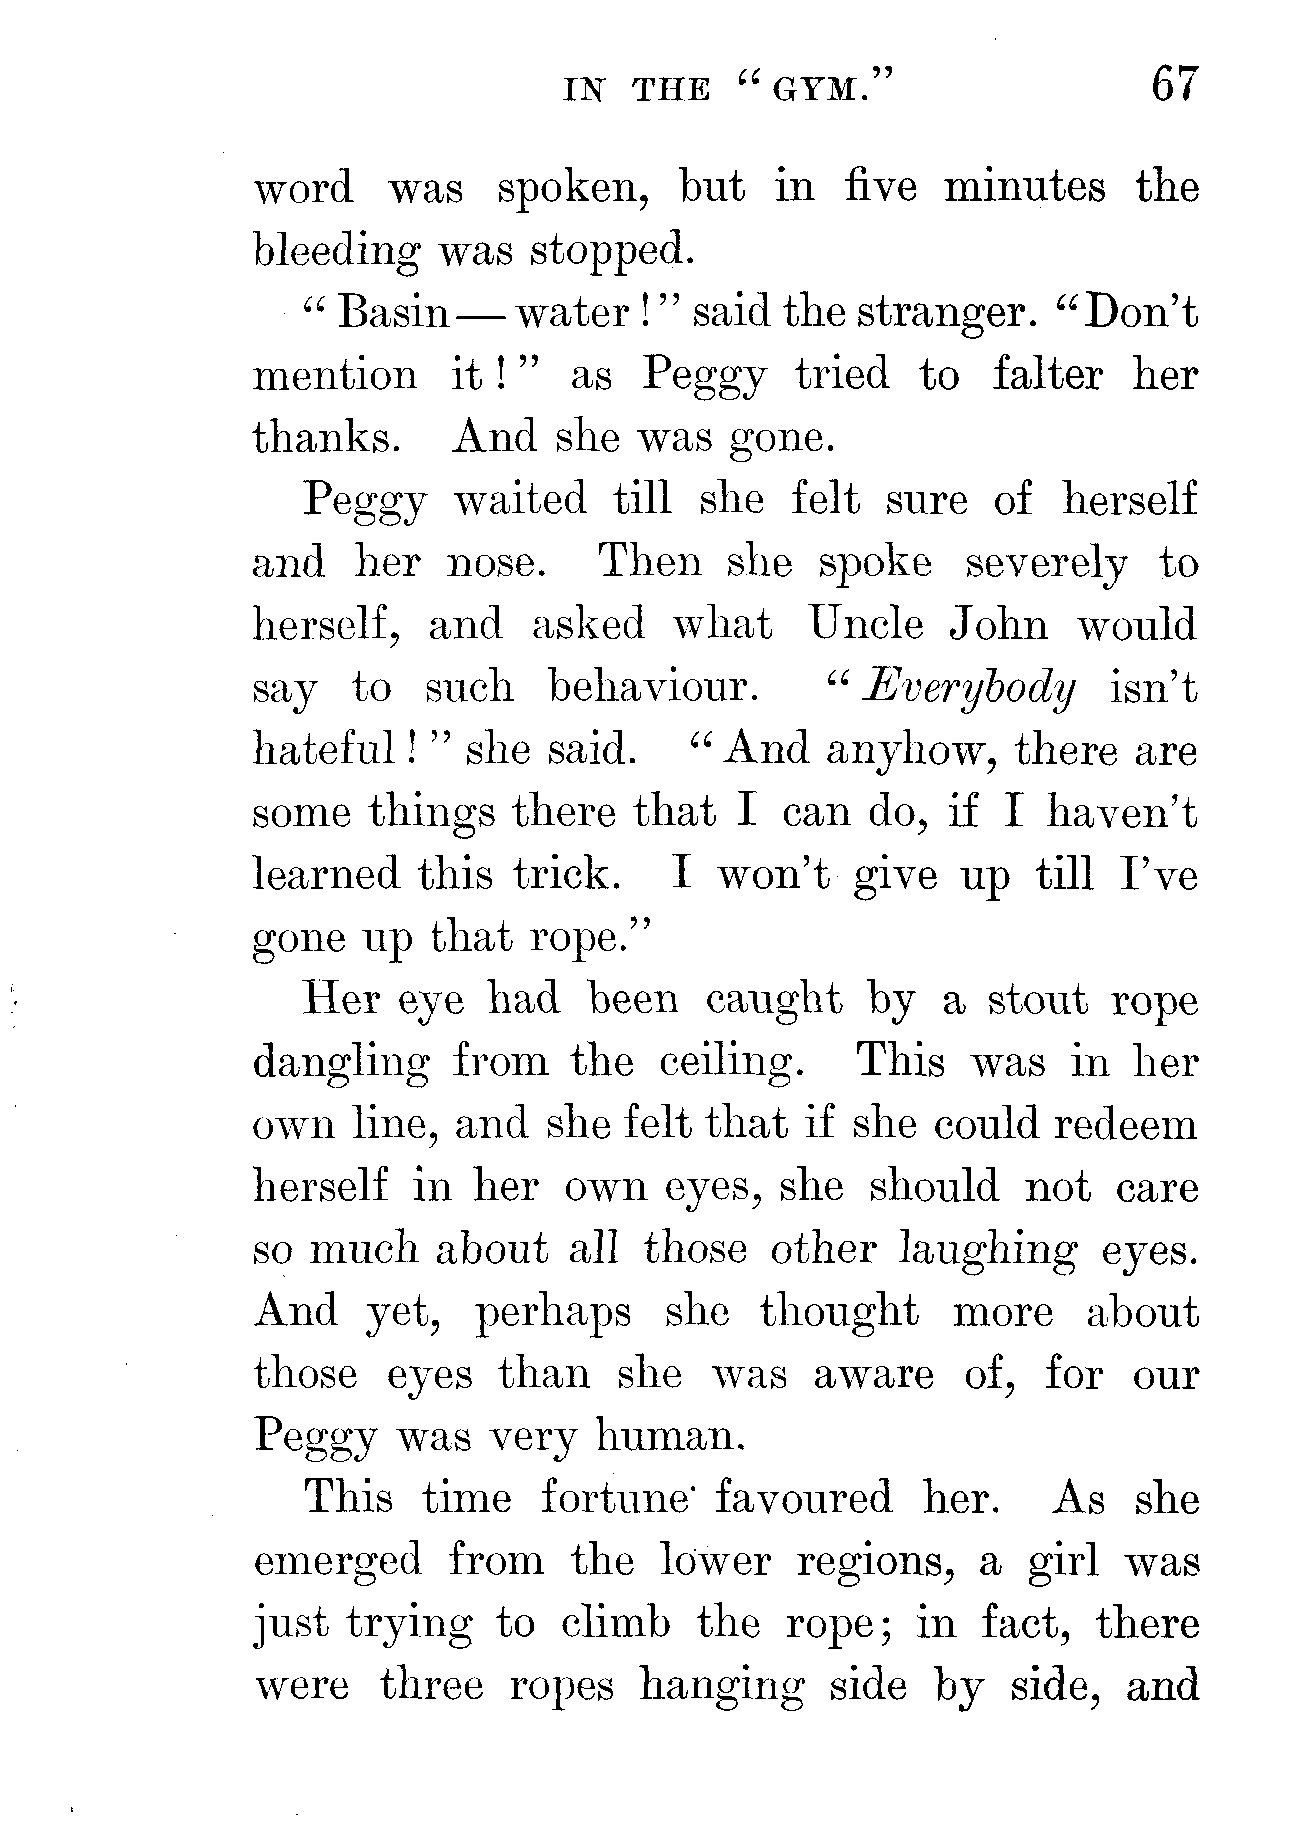 IN THE "GYM." 67
word was spoken, but in five minutes the
bleeding was stopped.
"Basin—water!" said the stranger. "Don't
mention it!" as Peggy tried to falter her
thanks. And she was gone.
Peggy waited till she felt sure of herself
and her nose. Then she spoke severely to
herself, and asked what Uncle John would
say to such behaviour. "Everybody isn't
hateful!" she said. "And anyhow, there are
some things there that I can do, if I haven't
learned this trick. I won't give up till I've
gone up that rope."
Her eye had been caught by a stout rope
dangling from the ceiling. This was in her
own line, and she felt that if she could redeem
herself in her own eyes, she should not care
so much about all those other laughing eyes.
And yet, perhaps she thought more about
those eyes than she was aware of, for our
Peggy was very human.
This time fortune favoured her. As she
emerged from the lower regions, a girl was
just trying to climb the rope; in fact, there
were three ropes hanging side by side, and